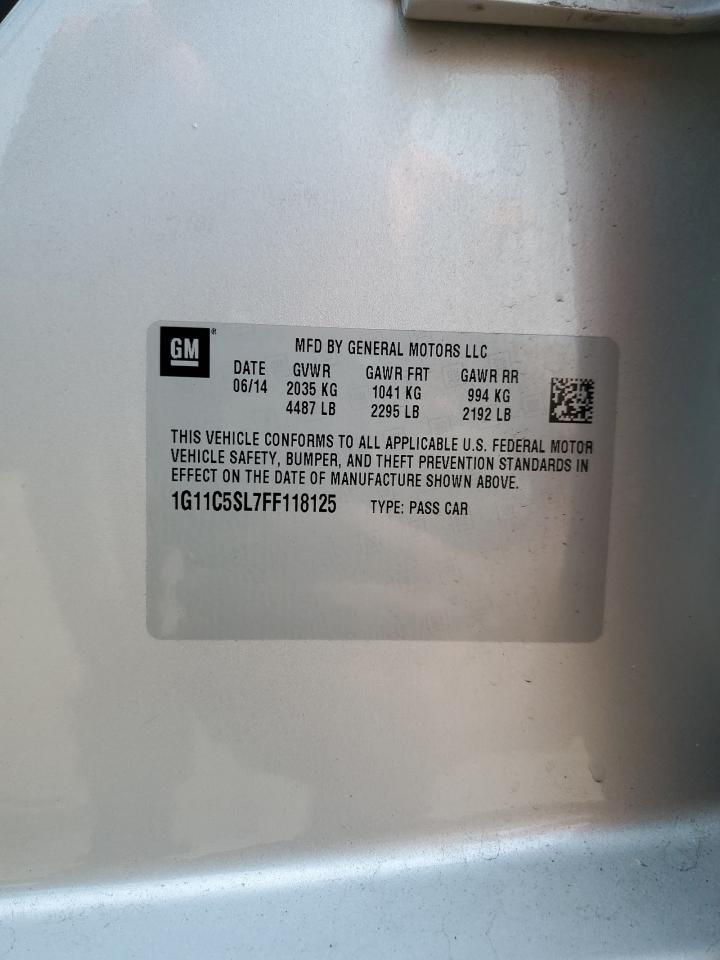 GM®
MFD BY GENERAL MOTORS LLC
DATE GVWR GAWR FRT GAWR RR
06/14 2035 KG 1041 KG 994 KG
4487 LB 2295 LB 2192 LB
THIS VEHICLE CONFORMS TO ALL APPLICABLE U.S. FEDERAL MOTOR
VEHICLE SAFETY, BUMPER, AND THEFT PREVENTION STANDARDS IN
EFFECT ON THE DATE OF MANUFACTURE SHOWN ABOVE.
1G11C5SL7FF118125 TYPE: PASS CAR